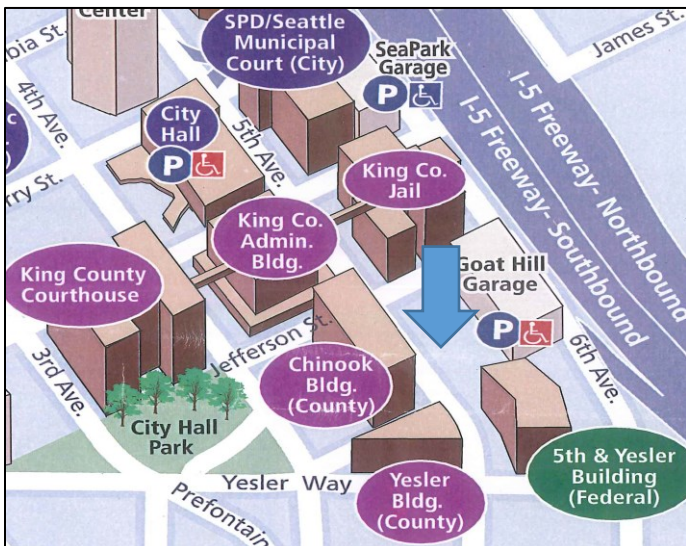 Center
SPD/Seattle
Municipal
Court (City)
SeaPark
Garage
P
James St.
bia St.
4th Ave.
5th Ave.
City
Hall
P
I-5 Freeway- Northbound
I-5 Freeway- Southbound
c
)
rry St.
King Co.
Jail
King Co.
Admin.
Bldg.
King County
Courthouse
Goat Hill
Garage
P
6th Ave.
3rd Ave.
Jefferson St.
Chinook
Bldg.
(County)
City Hall
Park
Yesler Way
Yesler
Bldg.
(County)
5th & Yesler
Building
(Federal)
Prefontain